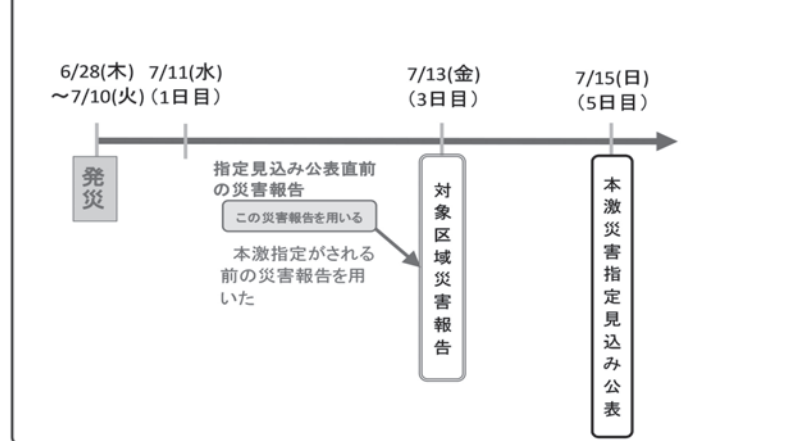 6/28(木)
～7/10(火)
7/11(水)
（1日目）
7/13(金)
（3日目）
7/15(日)
（5日目）
発災
指定見込み公表直前
の災害報告
この災害報告を用いる
本激指定がされる
前の災害報告を用
いた
対象区域災害報告
本激災害指定見込み公表